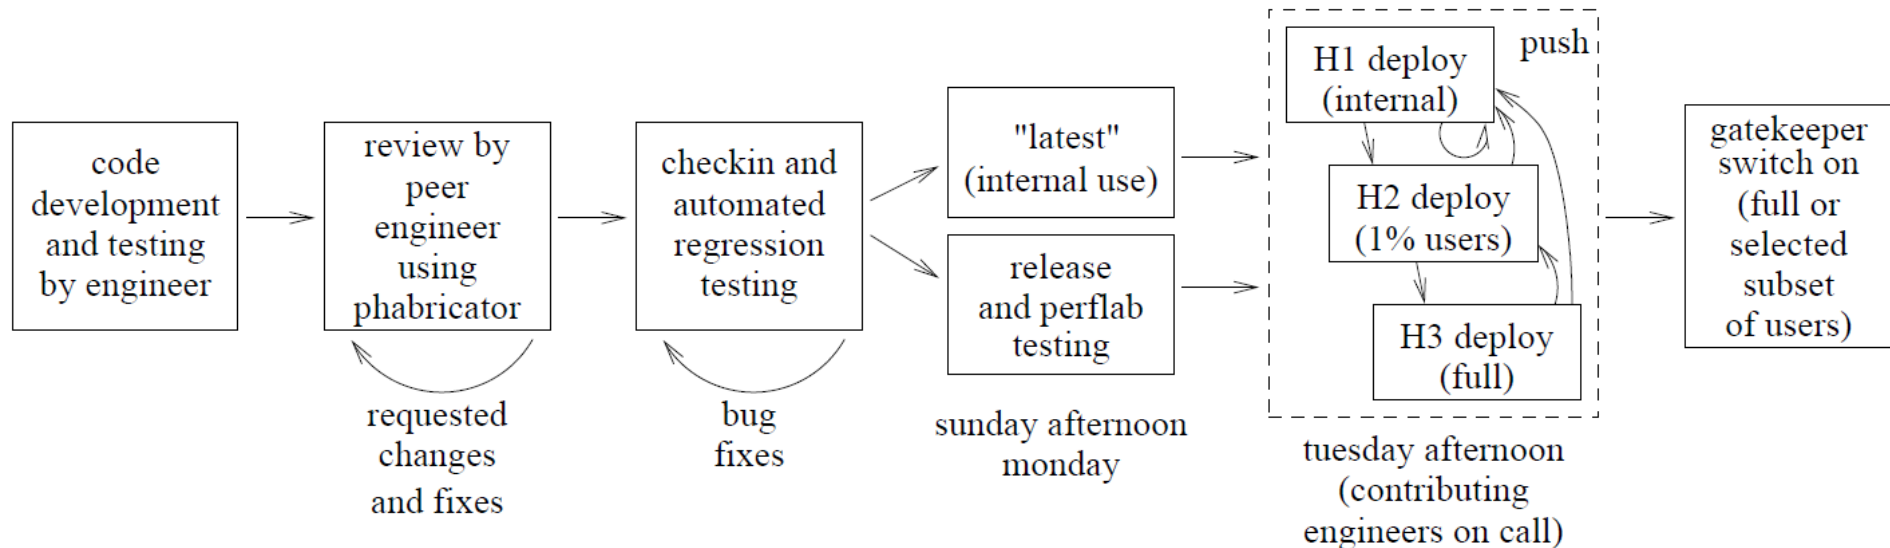 code
development
and testing
by engineer
review by
peer
engineer
using
phabricator
requested
changes
and fixes
checkin and
automated
regression
testing
bug
fixes
"latest"
(internal use)
release
and perflab
testing
sunday afternoon
monday
push
H1 deploy
(internal)
H2 deploy
(1% users)
H3 deploy
(full)
tuesday afternoon
(contributing
engineers on call)
gatekeeper
switch on
(full or
selected
subset
of users)